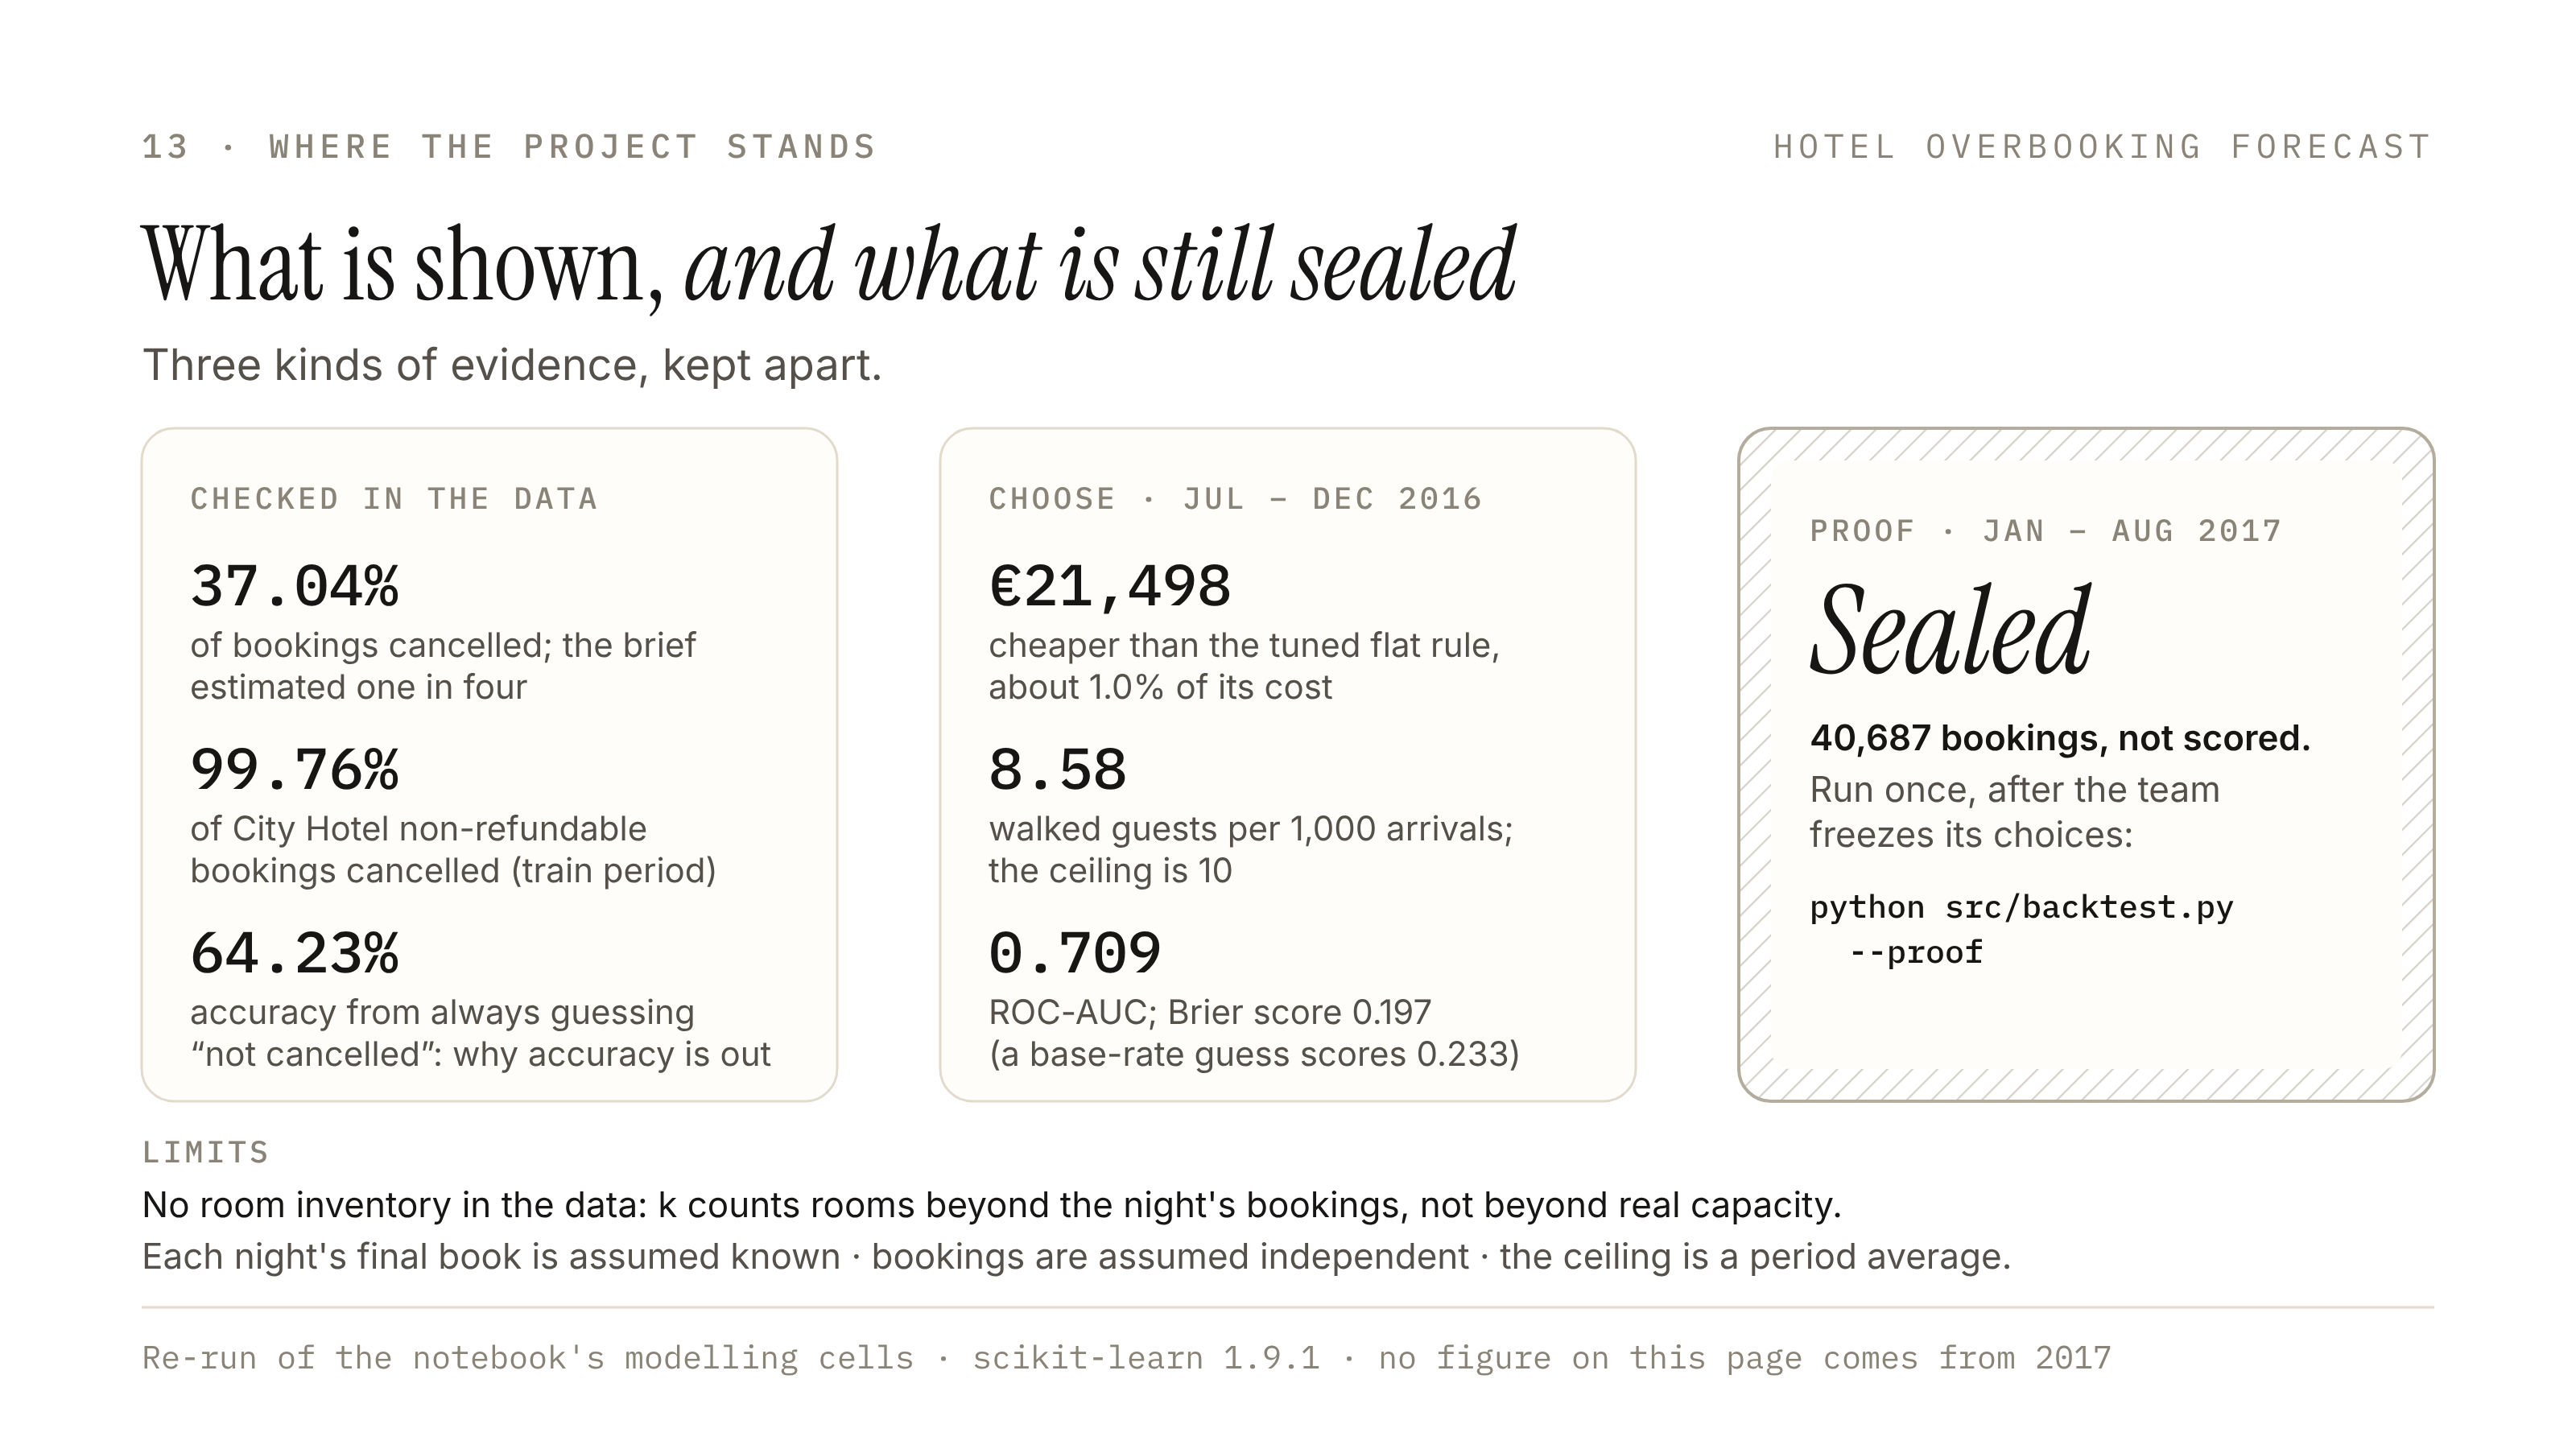 13 · WHERE THE PROJECT STANDS
HOTEL OVERBOOKING FORECAST
What is shown, and what is still sealed
Three kinds of evidence, kept apart.
CHECKED IN THE DATA
37.04%
of bookings cancelled; the brief
estimated one in four
99.76%
of City Hotel non-refundable
bookings cancelled (train period)
64.23%
accuracy from always guessing
“not cancelled”: why accuracy is out
CHOOSE · JUL – DEC 2016
€21,498
cheaper than the tuned flat rule,
about 1.0% of its cost
8.58
walked guests per 1,000 arrivals;
the ceiling is 10
0.709
ROC-AUC; Brier score 0.197
(a base-rate guess scores 0.233)
PROOF · JAN – AUG 2017
Sealed
40,687 bookings, not scored.
Run once, after the team
freezes its choices:
python src/backtest.py
--proof
LIMITS
No room inventory in the data: k counts rooms beyond the night's bookings, not beyond real capacity.
Each night's final book is assumed known · bookings are assumed independent · the ceiling is a period average.
Re-run of the notebook's modelling cells · scikit-learn 1.9.1 · no figure on this page comes from 2017